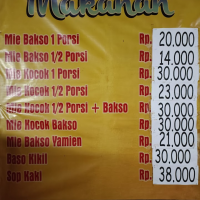 Makanan
Mie Bakso 1 Porsi Rp. 20.000
Mie Bakso 1/2 Porsi Rp. 14.000
Mie Kocok 1 Porsi Rp. 30.000
Mie Kocok 1/2 Porsi Rp. 23.000
Mie Kocok 1/2 Porsi + Bakso Rp. 30.000
Mie Kocok Bakso Rp. 30.000
Mie Bakso Yamien Rp. 21.000
Baso Kikil Rp. 30.000
Sop Kaki Rp. 38.000